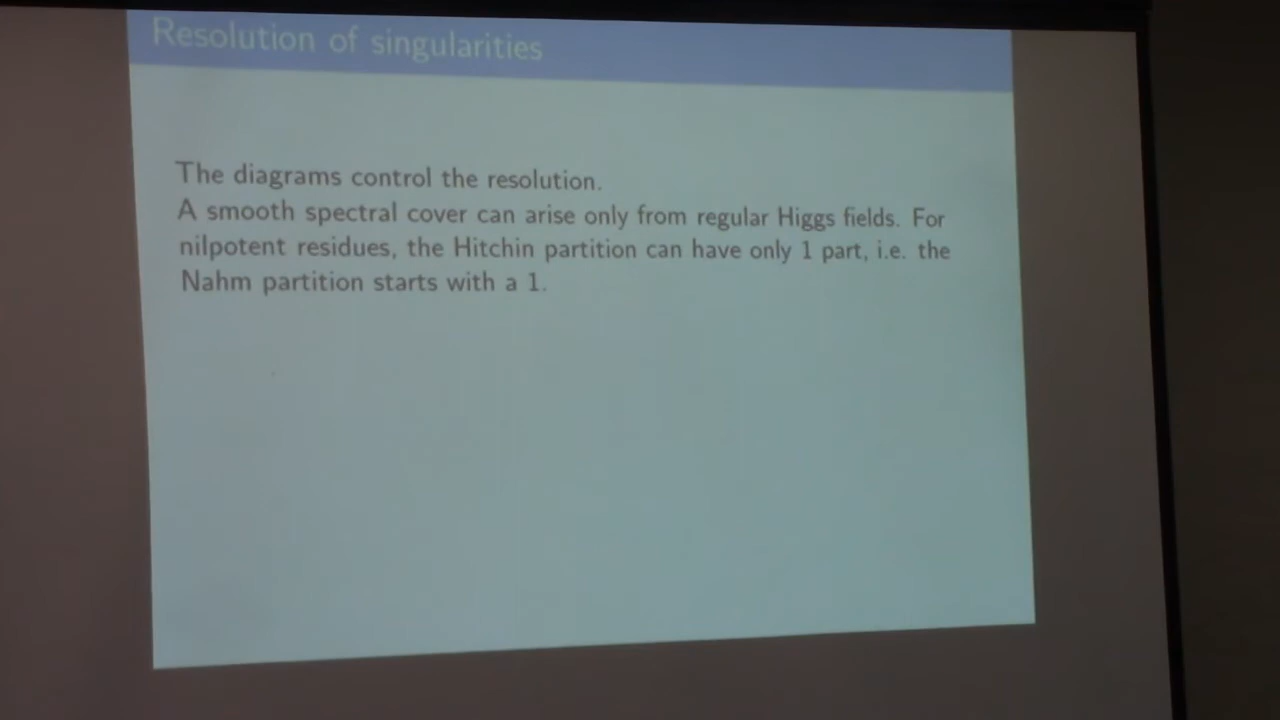 Resolution of singularities
The diagrams control the resolution.
A smooth spectral cover can arise only from regular Higgs fields. For
nilpotent residues, the Hitchin partition can have only 1 part, i.e. the
Nahm partition starts with a 1.